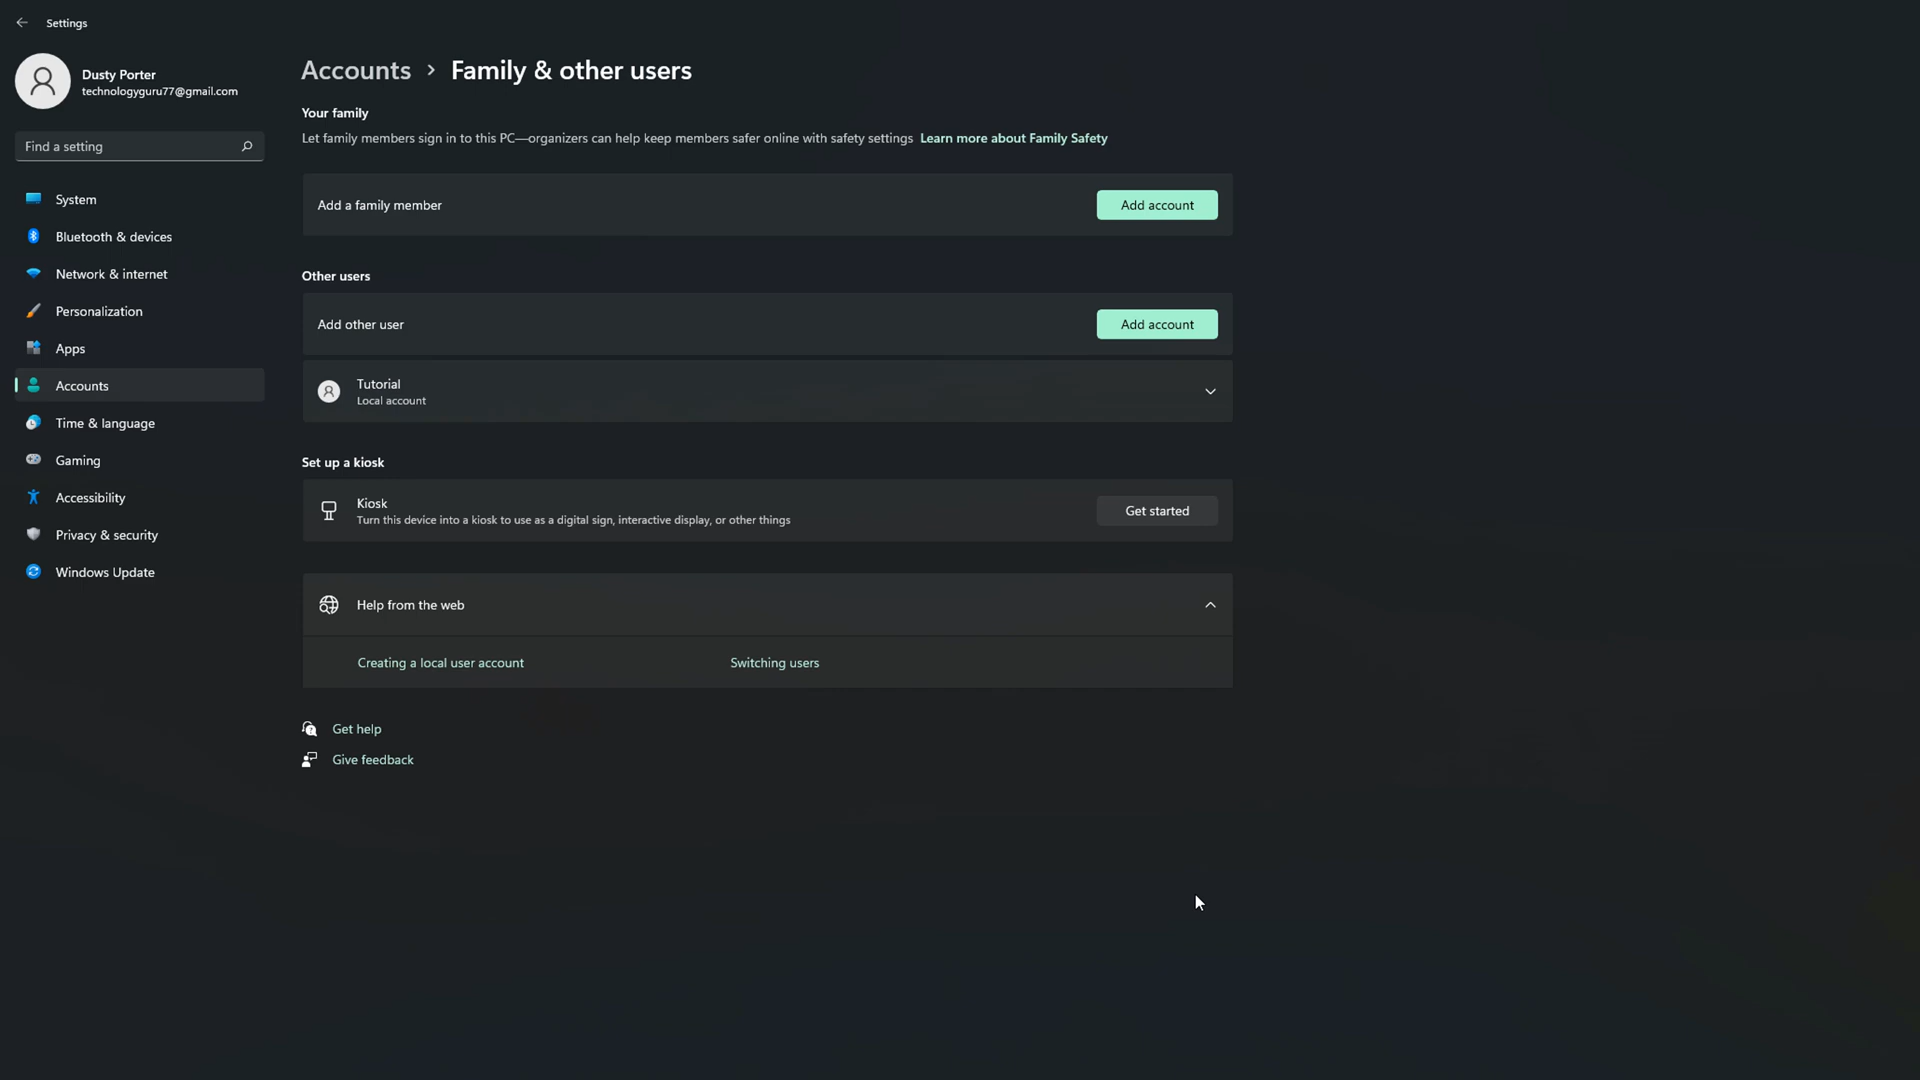 Settings
Dusty Porter
technologyguru77@gmail.com
Find a setting
System
Bluetooth & devices
Network & internet
Personalization
Apps
Accounts
Time & language
Gaming
Accessibility
Privacy & security
Windows Update
Accounts > Family & other users
Your family
Let family members sign in to this PC—organizers can help keep members safer online with safety settings Learn more about Family Safety
Add a family member
Add account
Other users
Add other user
Add account
Tutorial
Local account
Set up a kiosk
Kiosk
Turn this device into a kiosk to use as a digital sign, interactive display, or other things
Get started
Help from the web
Creating a local user account
Switching users
Get help
Give feedback